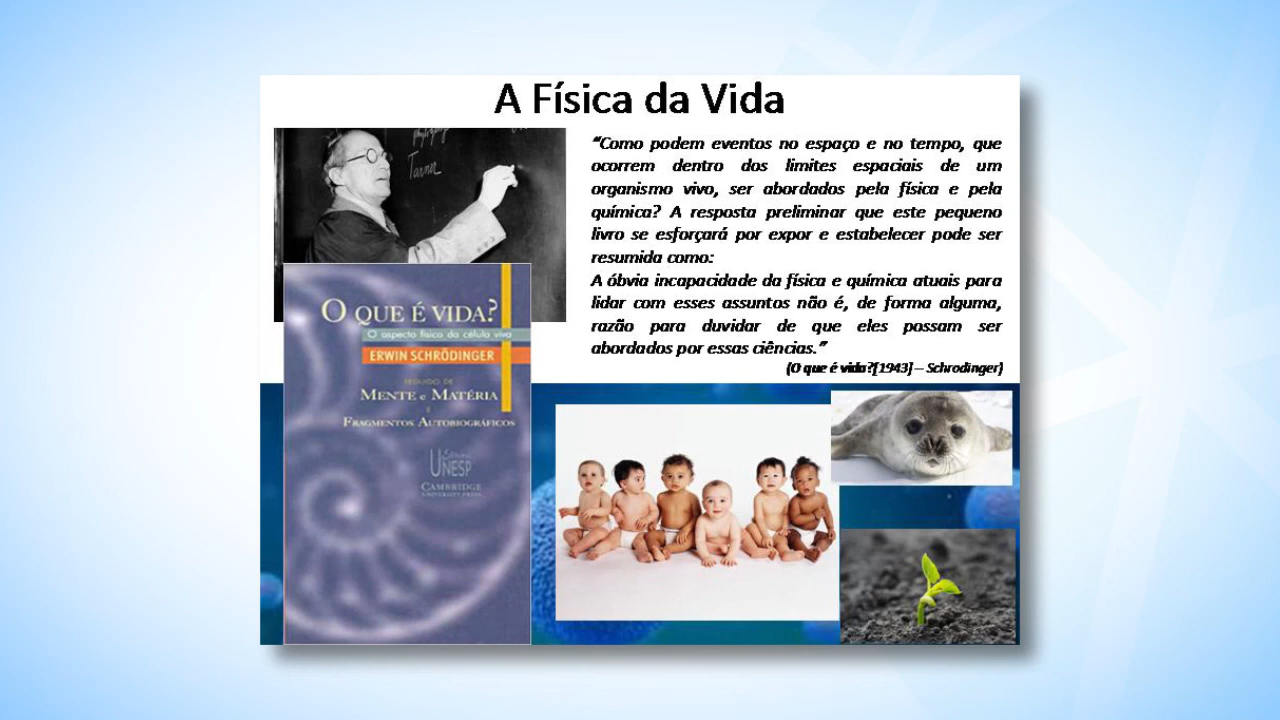 A Física da Vida
Tarner
“Como podem eventos no espaço e no tempo, que
ocorrem dentro dos limites espaciais de um
organismo vivo, ser abordados pela física e pela
química? A resposta preliminar que este pequeno
livro se esforçará por expor e estabelecer pode ser
resumida como:
A óbvia incapacidade da física e química atuais para
lidar com esses assuntos não é, de forma alguma,
razão para duvidar de que eles possam ser
abordados por essas ciências.”
(O que é vida?[1943] – Schrodinger)
O QUE É VIDA?
O aspecto físico da célula viva
ERWIN SCHRÖDINGER
SEGUIDO DE
MENTE e MATÉRIA
E
FRAGMENTOS AUTOBIOGRÁFICOS
Editora
UNESP
CAMBRIDGE
UNIVERSITY PRESS